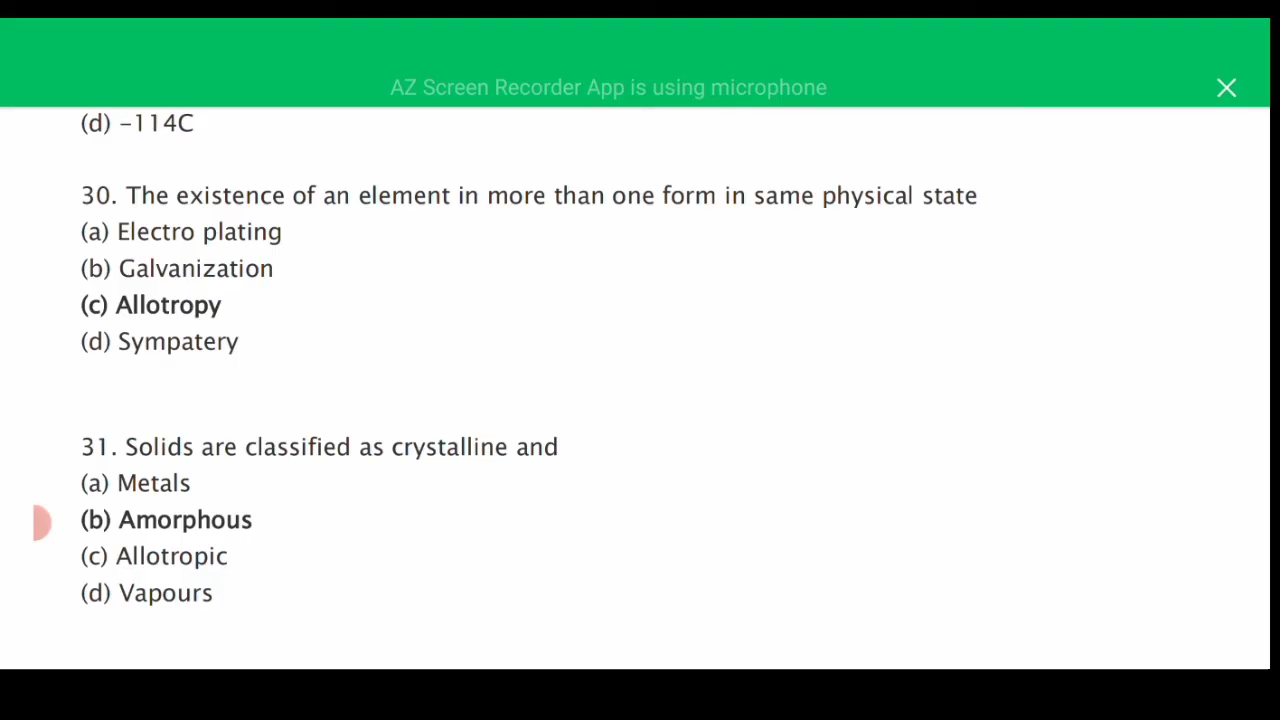 AZ Screen Recorder App is using microphone
(d) –114C
30. The existence of an element in more than one form in same physical state
(a) Electro plating
(b) Galvanization
(c) Allotropy
(d) Sympatery
31. Solids are classified as crystalline and
(a) Metals
(b) Amorphous
(c) Allotropic
(d) Vapours